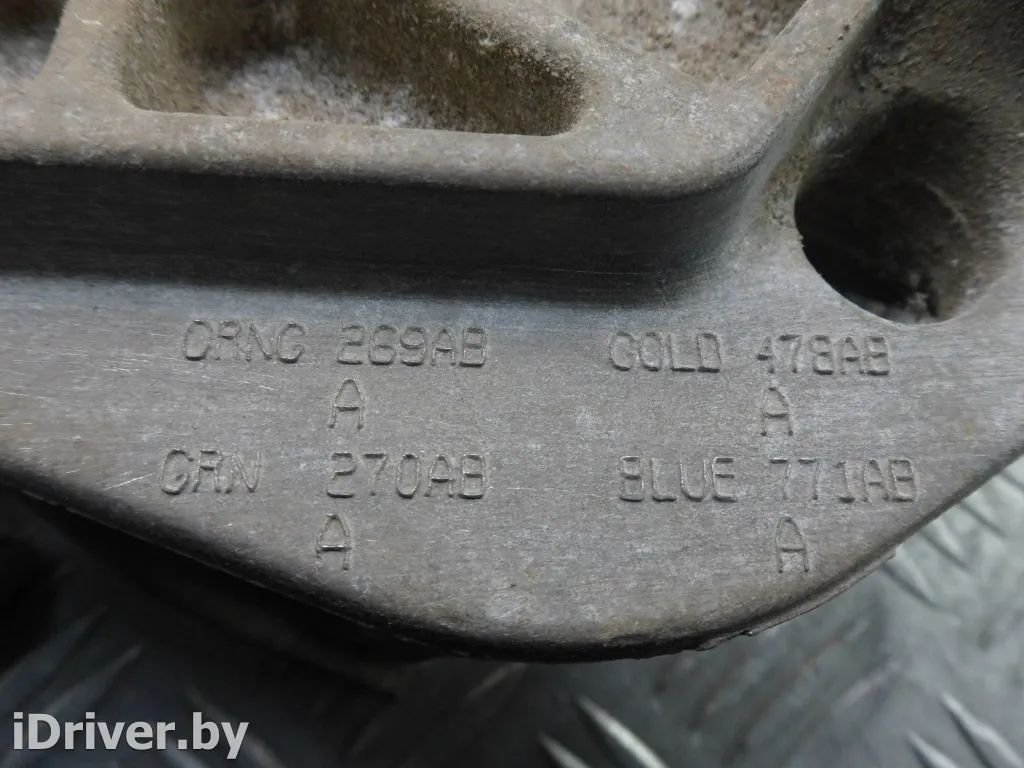 ORNG 269AB
A
GRN 270AB
A
GOLD 478AB
A
BLUE 771AB
A
iDriver.by